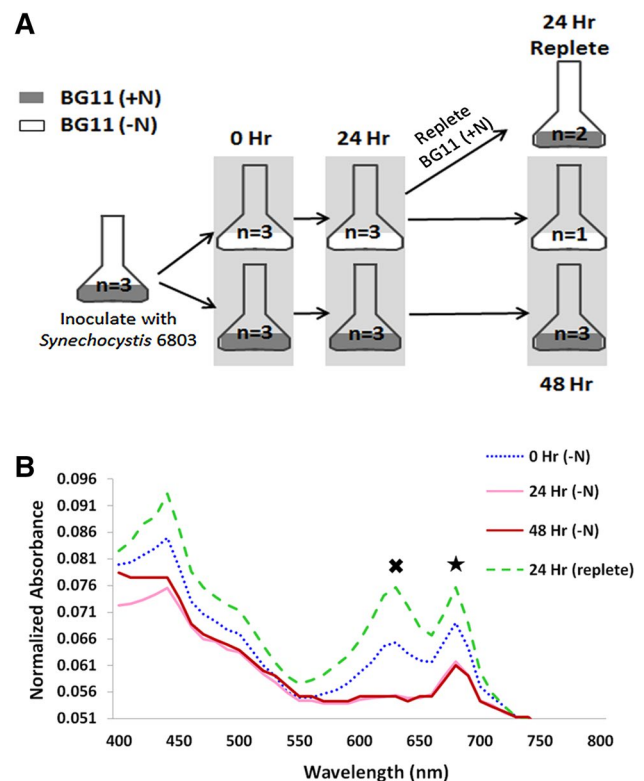 A
BG11 (+N)
BG11 (-N)
24 Hr
Replete
0 Hr
24 Hr
Replete
BG11 (+N)
n=2
n=3
n=3
n=1
n=3
Inoculate with
Synechocystis 6803
n=3
n=3
n=3
48 Hr
B
0 Hr (-N)
24 Hr (-N)
48 Hr (-N)
24 Hr (replete)
Normalized Absorbance
0.096
0.091
0.086
0.081
0.076
0.071
0.066
0.061
0.056
0.051
400 450 500 550 600 650 700 750 800
Wavelength (nm)